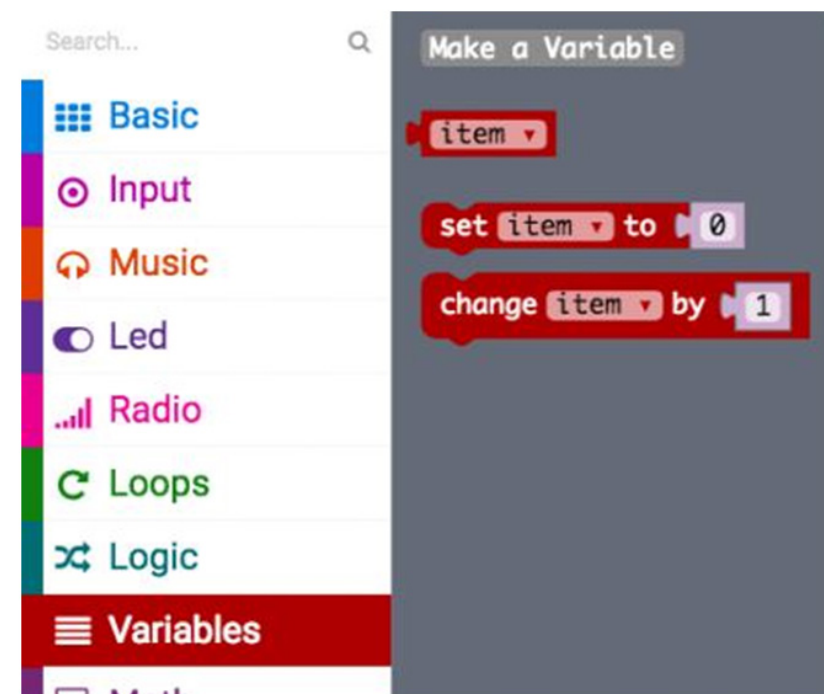 Search...
Basic
Input
Music
Led
Radio
Loops
Logic
Variables
Make a Variable
item
set item to 0
change item by 1